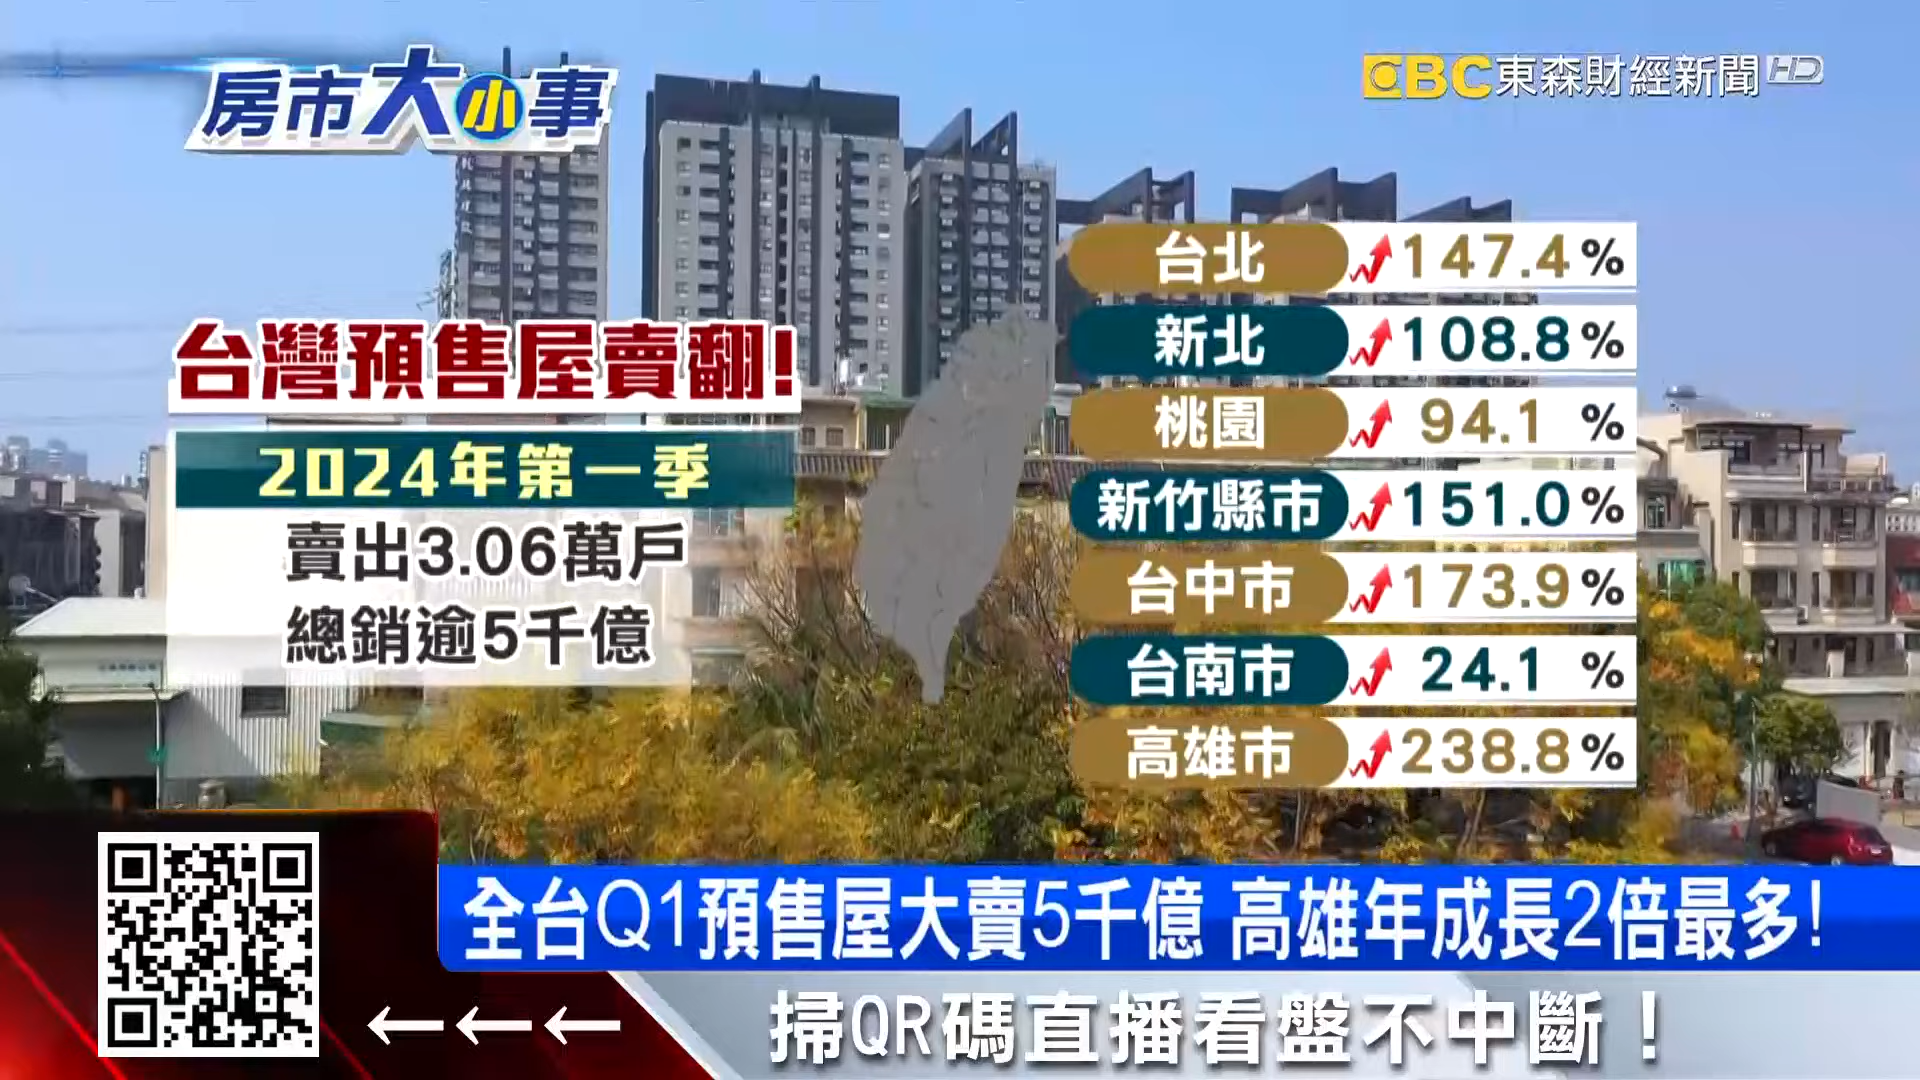 房市大小事
EBC東森財經新聞HD
台灣預售屋賣翻!
2024年第一季
賣出3.06萬戶
總銷逾5千億
台北 147.4%
新北 108.8%
桃園 94.1 %
新竹縣市 151.0%
台中市 173.9%
台南市 24.1 %
高雄市 238.8%
全台Q1預售屋大賣5千億 高雄年成長2倍最多!
←←← 掃QR碼直播看盤不中斷！